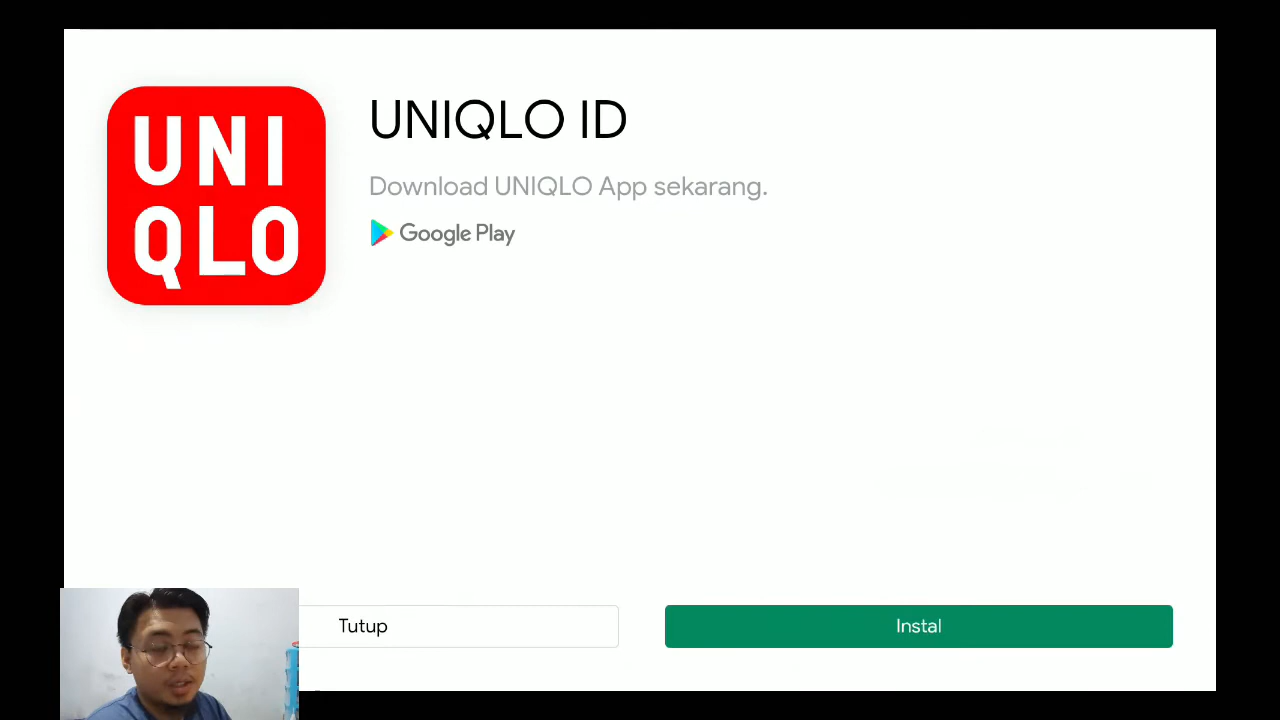 UNI
QLO
UNIQLO ID
Download UNIQLO App sekarang.
Google Play
Tutup
Instal